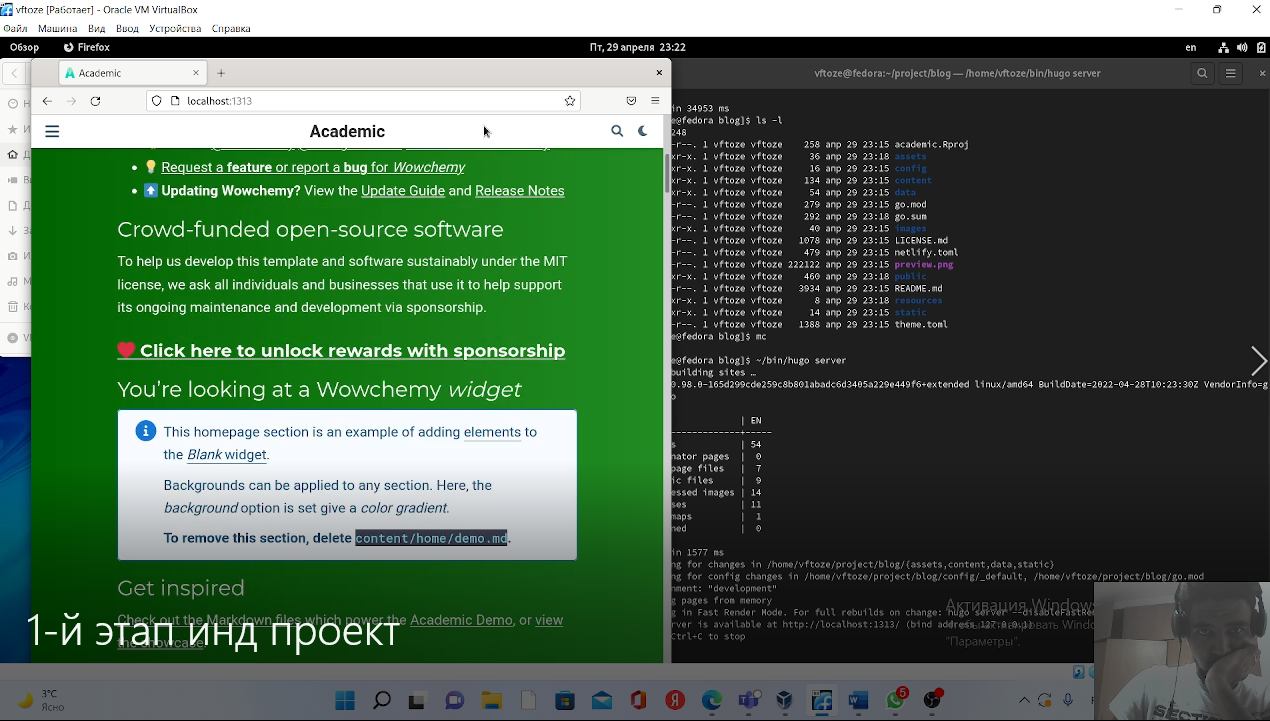 vftoze [Работает] - Oracle VM VirtualBox
Файл Машина Вид Ввод Устройства Справка
Обзор Firefox Пт, 29 апреля 23:22 en
Academic
localhost:1313
Academic
Request a feature or report a bug for Wowchemy
Updating Wowchemy? View the Update Guide and Release Notes
Crowd-funded open-source software
To help us develop this template and software sustainably under the MIT
license, we ask all individuals and businesses that use it to help support
its ongoing maintenance and development via sponsorship.
Click here to unlock rewards with sponsorship
You’re looking at a Wowchemy widget
This homepage section is an example of adding elements to
the Blank widget.
Backgrounds can be applied to any section. Here, the
background option is set give a color gradient.
To remove this section, delete content/home/demo.md.
Get inspired
Check out the Markdown files which power the Academic Demo, or view
the showcase.
1-й этап инд проект
vftoze@fedora:~/project/blog — /home/vftoze/bin/hugo server
in 34953 ms
e@fedora blog]$ ls -l
248
-r--. 1 vftoze vftoze 258 апр 29 23:15 academic.Rproj
xr-x. 1 vftoze vftoze 36 апр 29 23:18 assets
xr-x. 1 vftoze vftoze 16 апр 29 23:15 config
xr-x. 1 vftoze vftoze 134 апр 29 23:15 content
xr-x. 1 vftoze vftoze 54 апр 29 23:15 data
-r--. 1 vftoze vftoze 279 апр 29 23:15 go.mod
-r--. 1 vftoze vftoze 292 апр 29 23:18 go.sum
xr-x. 1 vftoze vftoze 40 апр 29 23:15 images
-r--. 1 vftoze vftoze 1078 апр 29 23:15 LICENSE.md
-r--. 1 vftoze vftoze 479 апр 29 23:15 netlify.toml
-r--. 1 vftoze vftoze 222122 апр 29 23:15 preview.png
xr-x. 1 vftoze vftoze 460 апр 29 23:18 public
-r--. 1 vftoze vftoze 3934 апр 29 23:15 README.md
xr-x. 1 vftoze vftoze 8 апр 29 23:18 resources
xr-x. 1 vftoze vftoze 14 апр 29 23:15 static
-r--. 1 vftoze vftoze 1388 апр 29 23:15 theme.toml
e@fedora blog]$ mc
e@fedora blog]$ ~/bin/hugo server
building sites …
0.98.0-165d299cde259c8b801abadc6d3405a229e449f6+extended linux/amd64 BuildDate=2022-04-28T10:23:30Z VendorInfo=g
o
| EN
s | 54
nator pages | 0
page files | 7
ic files | 9
essed images | 14
ses | 11
maps | 1
ned | 0
in 1577 ms
ng for changes in /home/vftoze/project/blog/{assets,content,data,static}
ng for config changes in /home/vftoze/project/blog/config/_default, /home/vftoze/project/blog/go.mod
nment: "development"
g pages from memory
g in Fast Render Mode. For full rebuilds on change: hugo server --disableFastRe
rver is available at http://localhost:1313/ (bind address 127.0.0.1)
Ctrl+C to stop
Активация Window
"Параметры".
3°C
Ясно
5